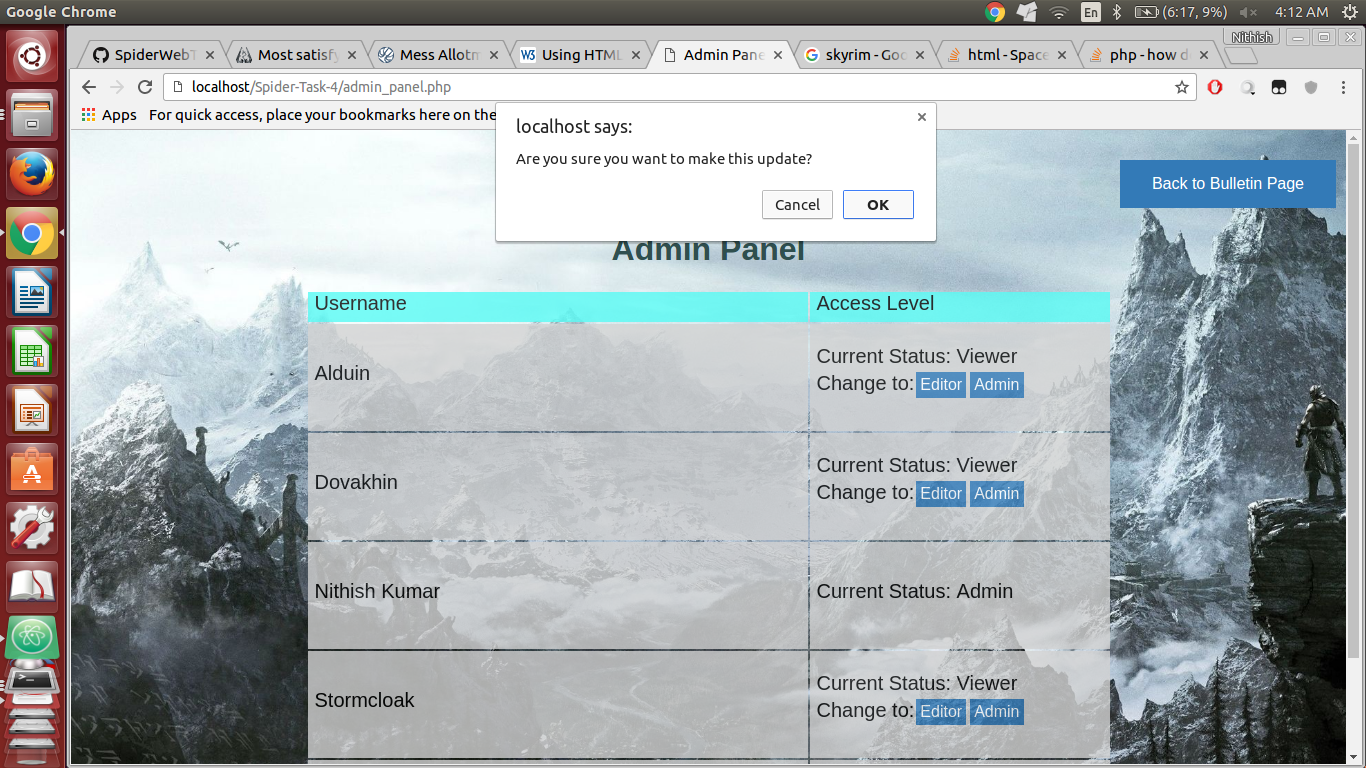 Google Chrome
En
(6:17, 9%)
4:12 AM
Nithish
SpiderWebT
Most satisfy
Mess Allotm
Using HTML
Admin Pane
skyrim - Goo
html - Space
php - how d
localhost/Spider-Task-4/admin_panel.php
Apps
For quick access, place your bookmarks here on the
localhost says:
Are you sure you want to make this update?
Cancel
OK
Back to Bulletin Page
Admin Panel
Username
Access Level
Alduin
Current Status: Viewer
Change to: Editor Admin
Dovakhin
Current Status: Viewer
Change to: Editor Admin
Nithish Kumar
Current Status: Admin
Stormcloak
Current Status: Viewer
Change to: Editor Admin